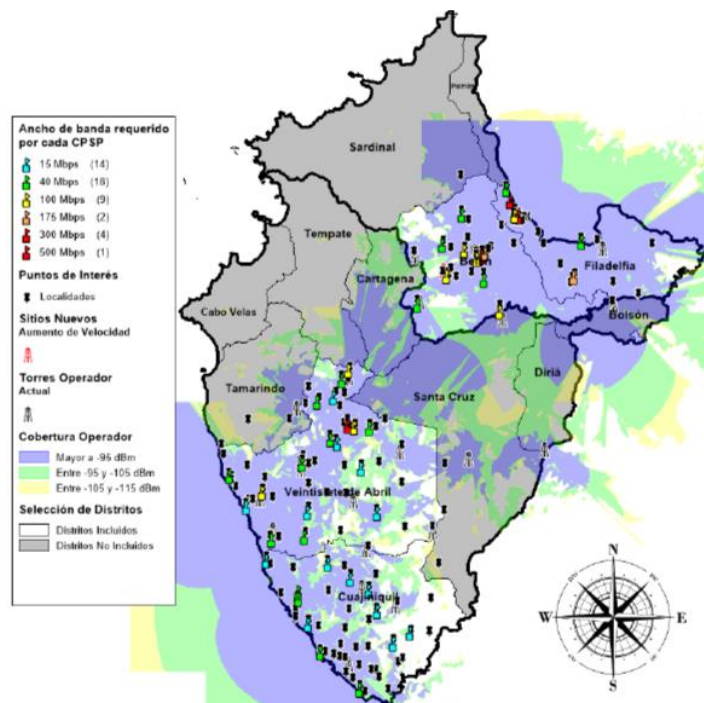 Ancho de banda requerido
por cada CPSP
15 Mbps (14)
40 Mbps (18)
100 Mbps (9)
175 Mbps (2)
300 Mbps (4)
500 Mbps (1)
Puntos de Interés
Localidades
Sitios Nuevos
Aumento de Velocidad
Torres Operador
Actual
Cobertura Operador
Mayor a -95 dBm
Entre -95 y -105 dBm
Entre -105 y -115 dBm
Selección de Distritos
Distritos Incluidos
Distritos No Incluidos
Sardinal
Tempate
Cartagena
Belén
Filadelfia
Cabo Velas
Bolsón
Tamarindo
Santa Cruz
Diriá
Veintisiete de Abril
Cuajiniquil
N
W
E
S